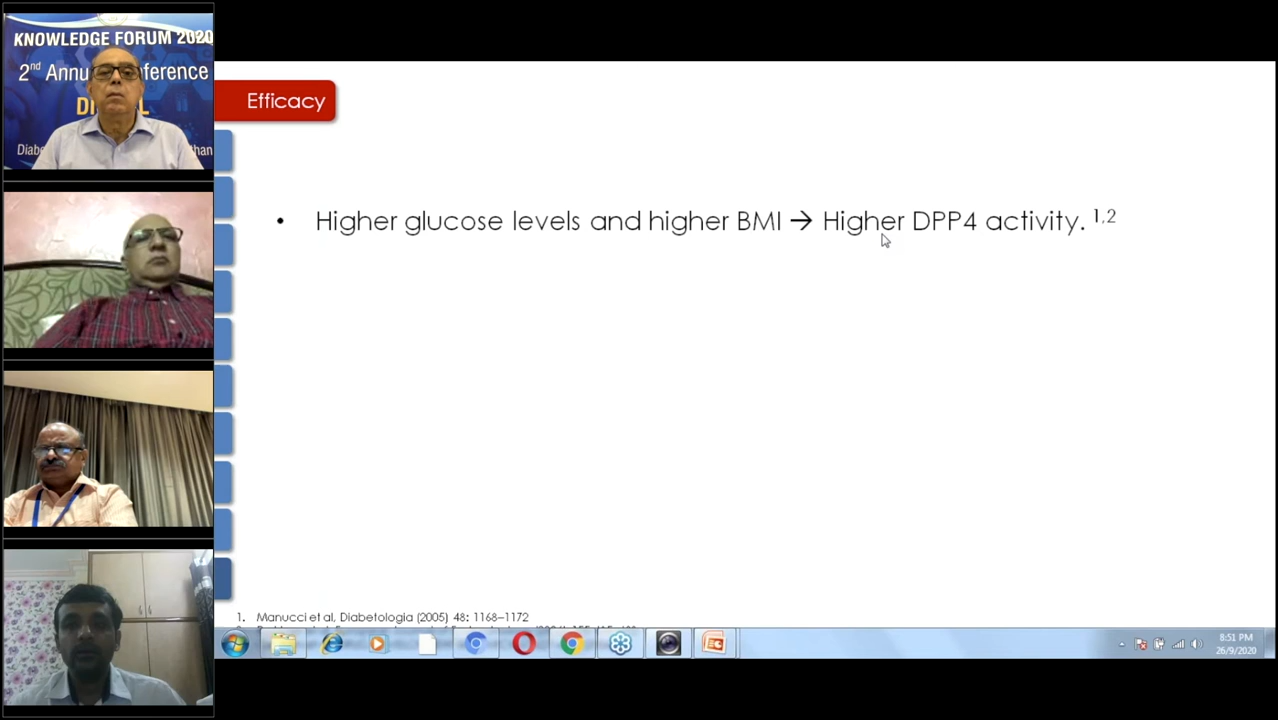 KNOWLEDGE FORUM 2020
2nd Annu
ference
Efficacy
• Higher glucose levels and higher BMI → Higher DPP4 activity. 1,2
1. Manucci et al, Diabetologia (2005) 48: 1168–1172
8:51 PM
26/9/2020